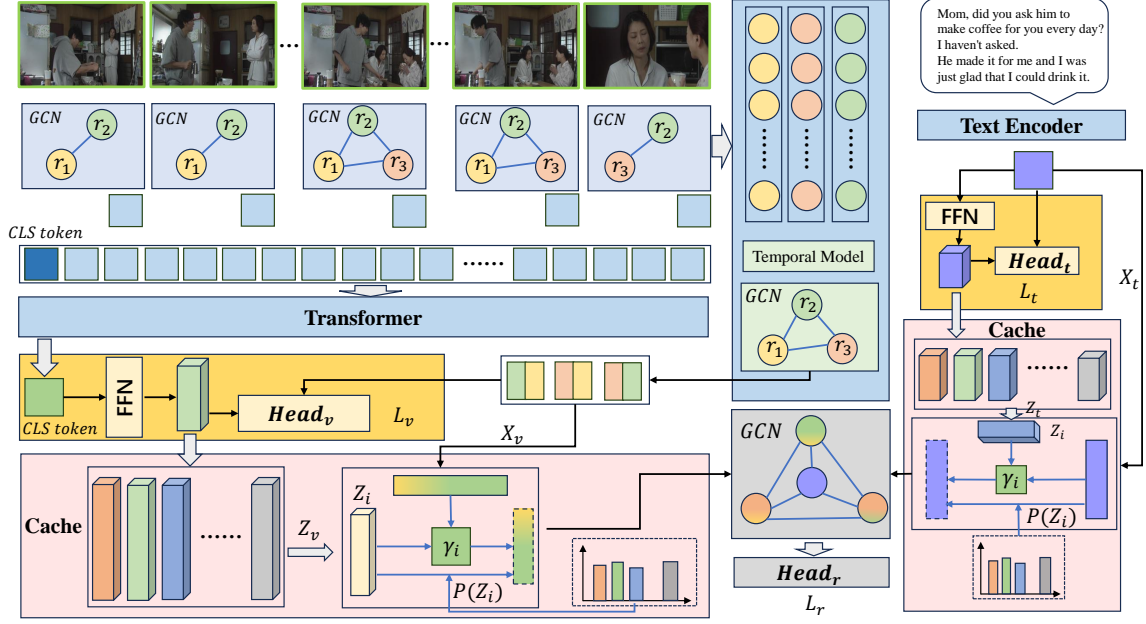 Mom, did you ask him to
make coffee for you every day?
I haven't asked.
He made it for me and I was
just glad that I could drink it.
...
...
GCN
r₂
r₁
GCN
r₂
r₁
GCN
r₂
r₁
r₃
GCN
r₂
r₁
r₃
GCN
r₂
r₃
Text Encoder
CLS token
......
Transformer
Temporal Model
GCN
r₂
r₁
r₃
FFN
Head_t
L_t
X_t
Cache
......
Z_t
Z_i
γ_i
P(Z_i)
CLS token
FFN
Head_v
L_v
X_v
Cache
......
Z_v
Z_i
γ_i
P(Z_i)
GCN
Head_r
L_r